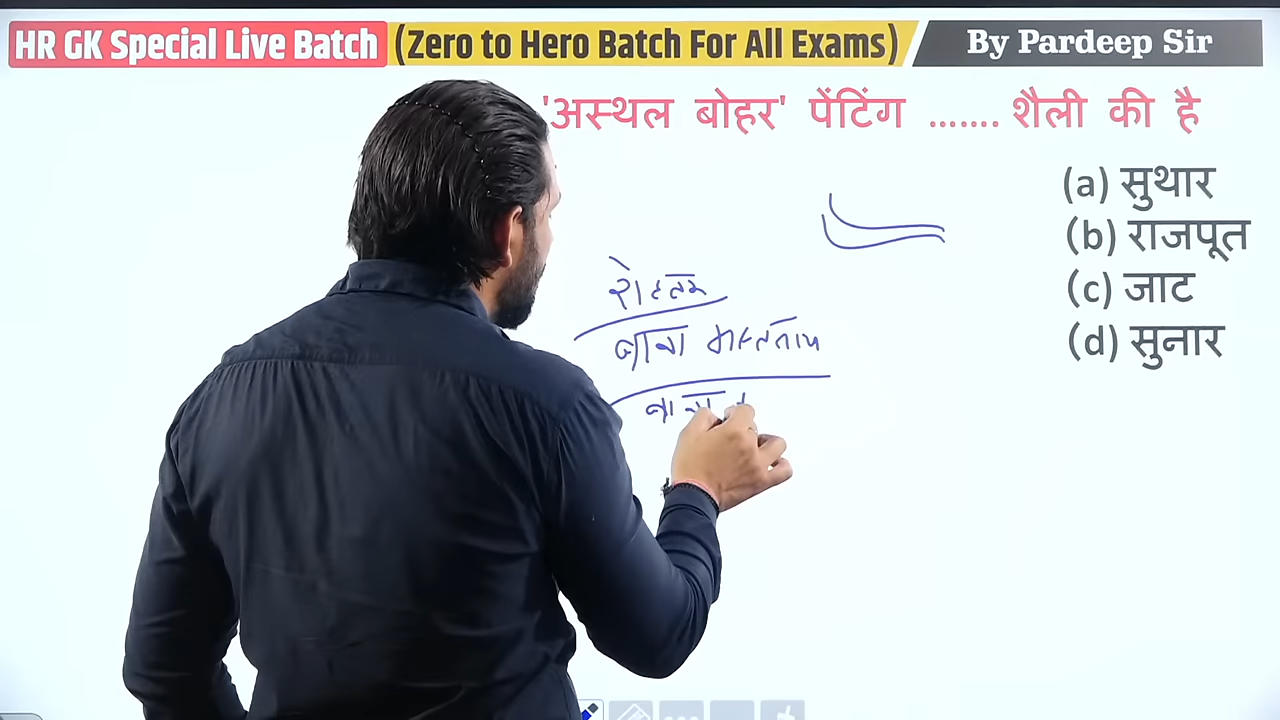 HR GK Special Live Batch (Zero to Hero Batch For All Exams) By Pardeep Sir
'अस्थल बोहर' पेंटिंग ....... शैली की है
(a) सुथार
(b) राजपूत
(c) जाट
(d) सुनार
रोहतक
बाबा मस्तनाथ
बाबा